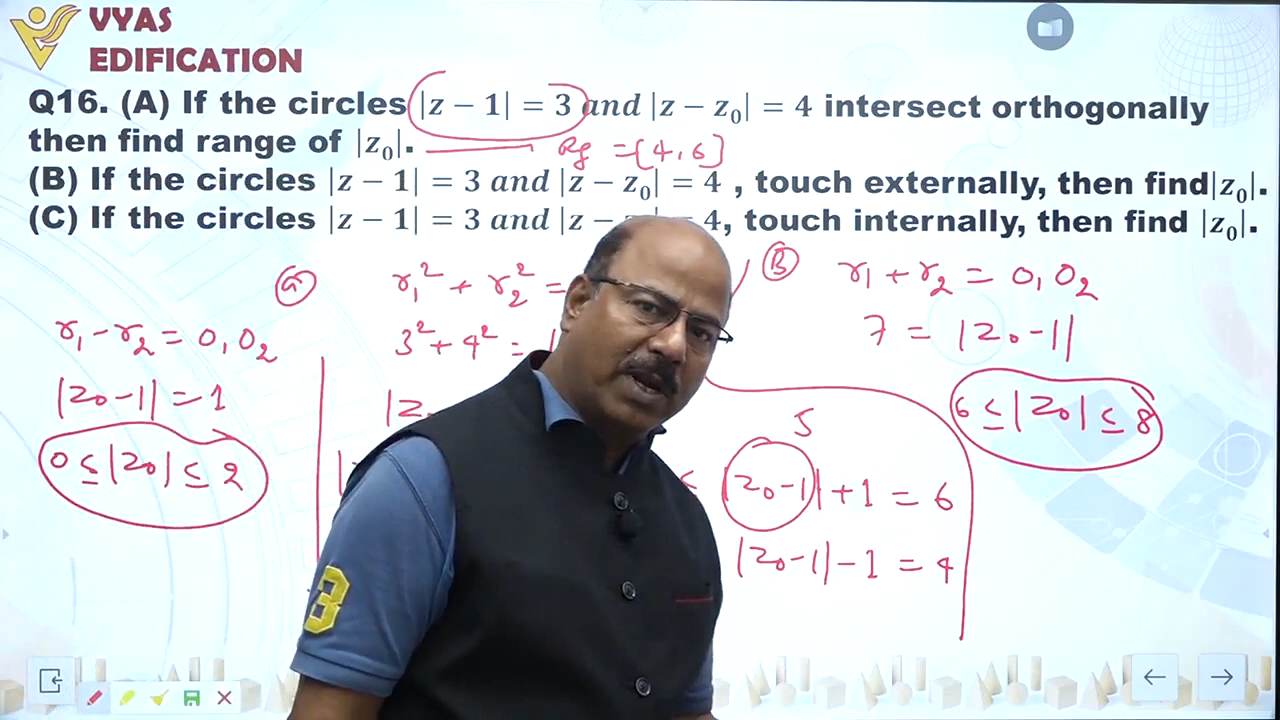 VYAS
EDIFICATION
Q16. (A) If the circles |z − 1| = 3 and |z − z₀| = 4 intersect orthogonally
then find range of |z₀|.
Rg = [4, 6]
(B) If the circles |z − 1| = 3 and |z − z₀| = 4 , touch externally, then find|z₀|.
(C) If the circles |z − 1| = 3 and |z − = 4, touch internally, then find |z₀|.
r₁ − r₂ = O₁O₂
|z₀−1| = 1
0 ≤ |z₀| ≤ 2
r₁² + r₂² =
3² + 4² =
|z₀
5
|z₀−1| + 1 = 6
|z₀−1| − 1 = 4
B
r₁ + r₂ = O₁O₂
7 = |z₀−1|
6 ≤ |z₀| ≤ 8
3